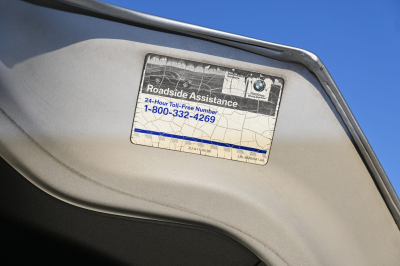 Roadside Assistance
24-Hour Toll-Free Number
1-800-332-4269